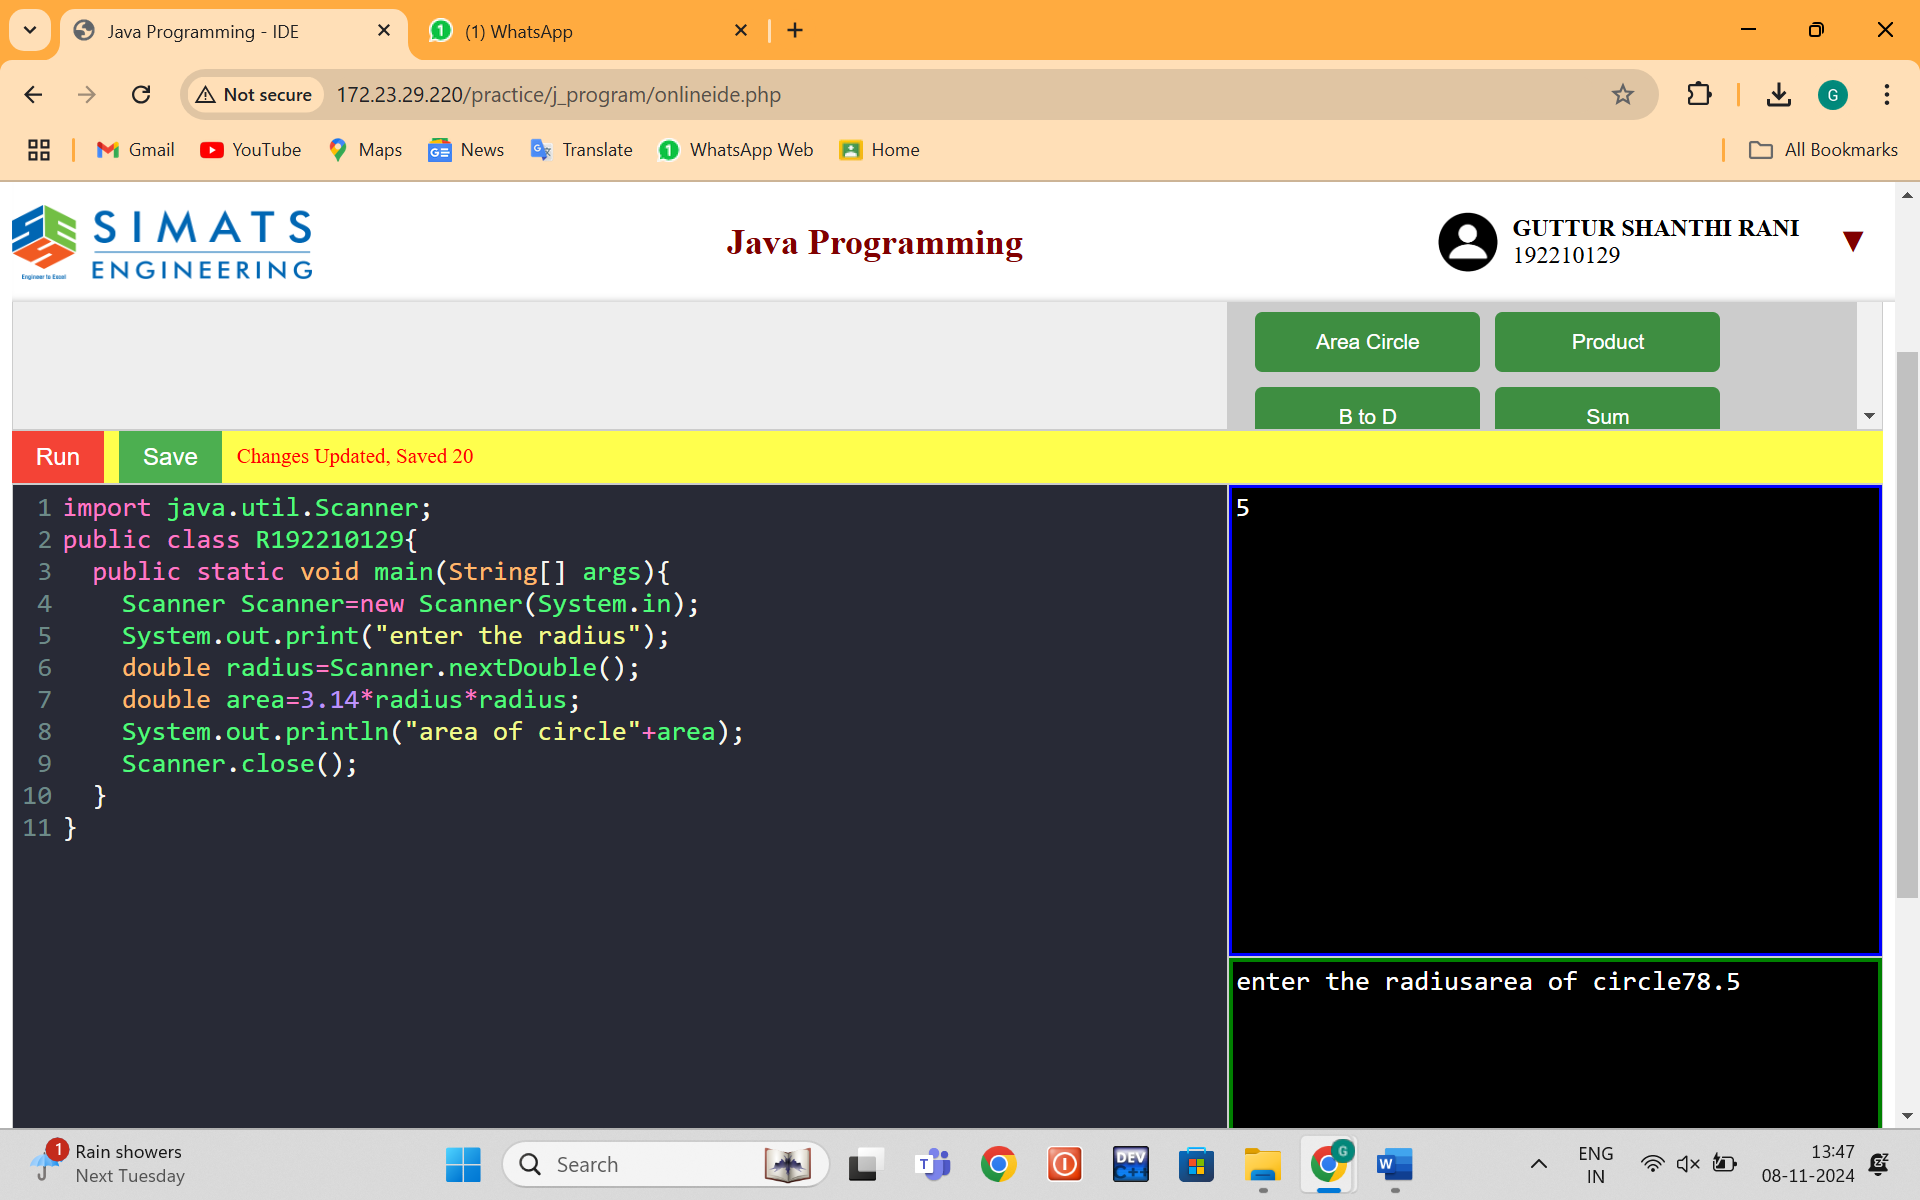 Java Programming - IDE
1
(1) WhatsApp
Not secure
172.23.29.220/practice/j_program/onlineide.php
G
Gmail
YouTube
Maps
GE
News
Translate
1
WhatsApp Web
Home
All Bookmarks
SIMATS
ENGINEERING
Engineer to Excel
Java Programming
GUTTUR SHANTHI RANI
192210129
Area Circle
Product
B to D
Sum
Run
Save
Changes Updated, Saved 20
1 import java.util.Scanner;
2 public class R192210129{
3   public static void main(String[] args){
4     Scanner Scanner=new Scanner(System.in);
5     System.out.print("enter the radius");
6     double radius=Scanner.nextDouble();
7     double area=3.14*radius*radius;
8     System.out.println("area of circle"+area);
9     Scanner.close();
10   }
11 }
5
enter the radiusarea of circle78.5
1
Rain showers
Next Tuesday
Search
T
DEV
C++
G
W
ENG
IN
13:47
08-11-2024